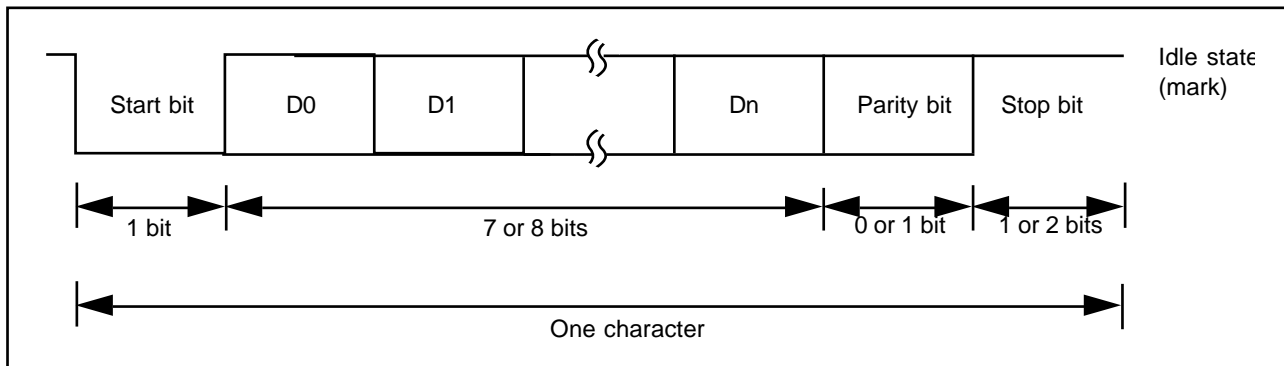 Idle state
(mark)
Start bit
D0
D1
Dn
Parity bit
Stop bit
1 bit
7 or 8 bits
0 or 1 bit
1 or 2 bits
One character